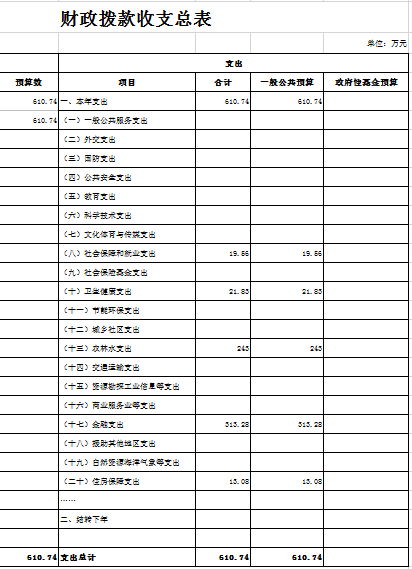 财政拨款收支总表
单位：万元
支出
预算数 项目 合计 一般公共预算 政府性基金预算
610.74 一、本年支出 610.74 610.74
610.74 （一）一般公共服务支出
（二）外交支出
（三）国防支出
（四）公共安全支出
（五）教育支出
（六）科学技术支出
（七）文化体育与传媒支出
（八）社会保障和就业支出 19.56 19.56
（九）社会保险基金支出
（十）卫生健康支出 21.83 21.83
（十一）节能环保支出
（十二）城乡社区支出
（十三）农林水支出 243 243
（十四）交通运输支出
（十五）资源勘探工业信息等支出
（十六）商业服务业等支出
（十七）金融支出 313.28 313.28
（十八）援助其他地区支出
（十九）自然资源海洋气象等支出
（二十）住房保障支出 13.08 13.08
……
二、结转下年
610.74 支出总计 610.74 610.74